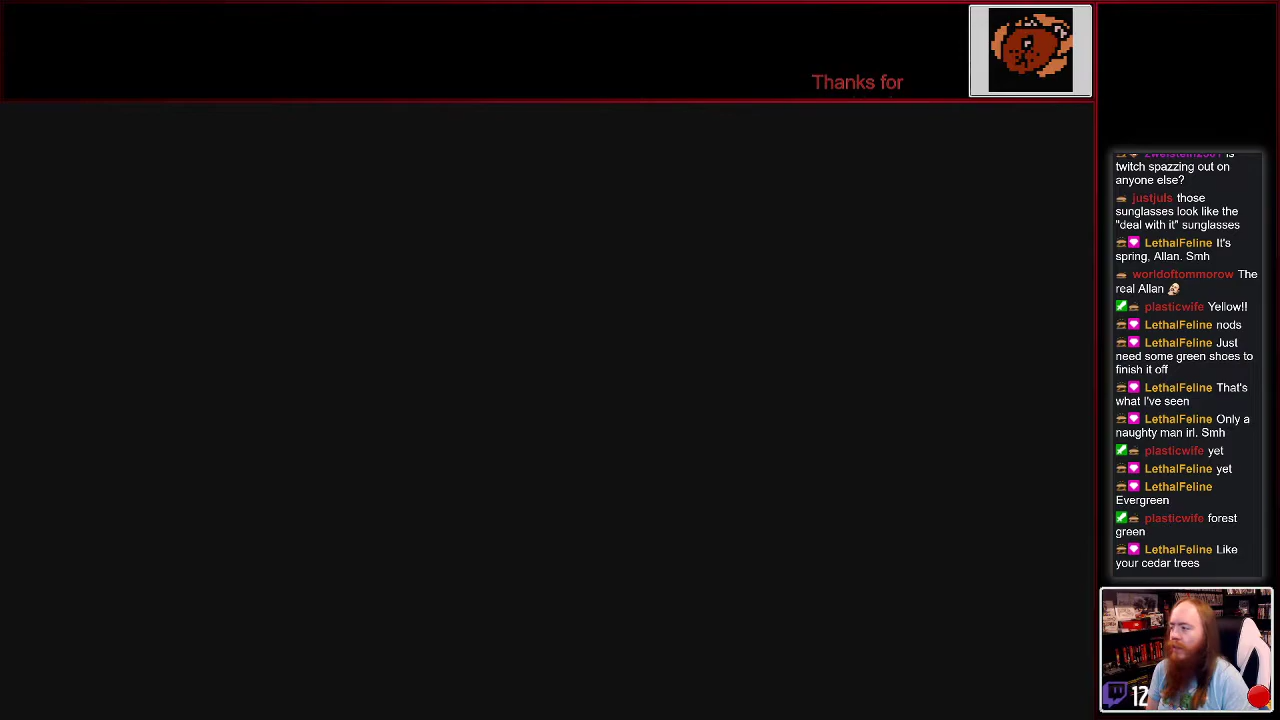 Thanks for
is
twitch spazzing out on
anyone else?
justjuls those
sunglasses look like the
"deal with it" sunglasses
LethalFeline It's
spring, Allan. Smh
worldoftommorow The
real Allan
plasticwife Yellow!!
LethalFeline nods
LethalFeline Just
need some green shoes to
finish it off
LethalFeline That's
what I've seen
LethalFeline Only a
naughty man irl. Smh
plasticwife yet
LethalFeline yet
LethalFeline
Evergreen
plasticwife forest
green
LethalFeline Like
your cedar trees
12